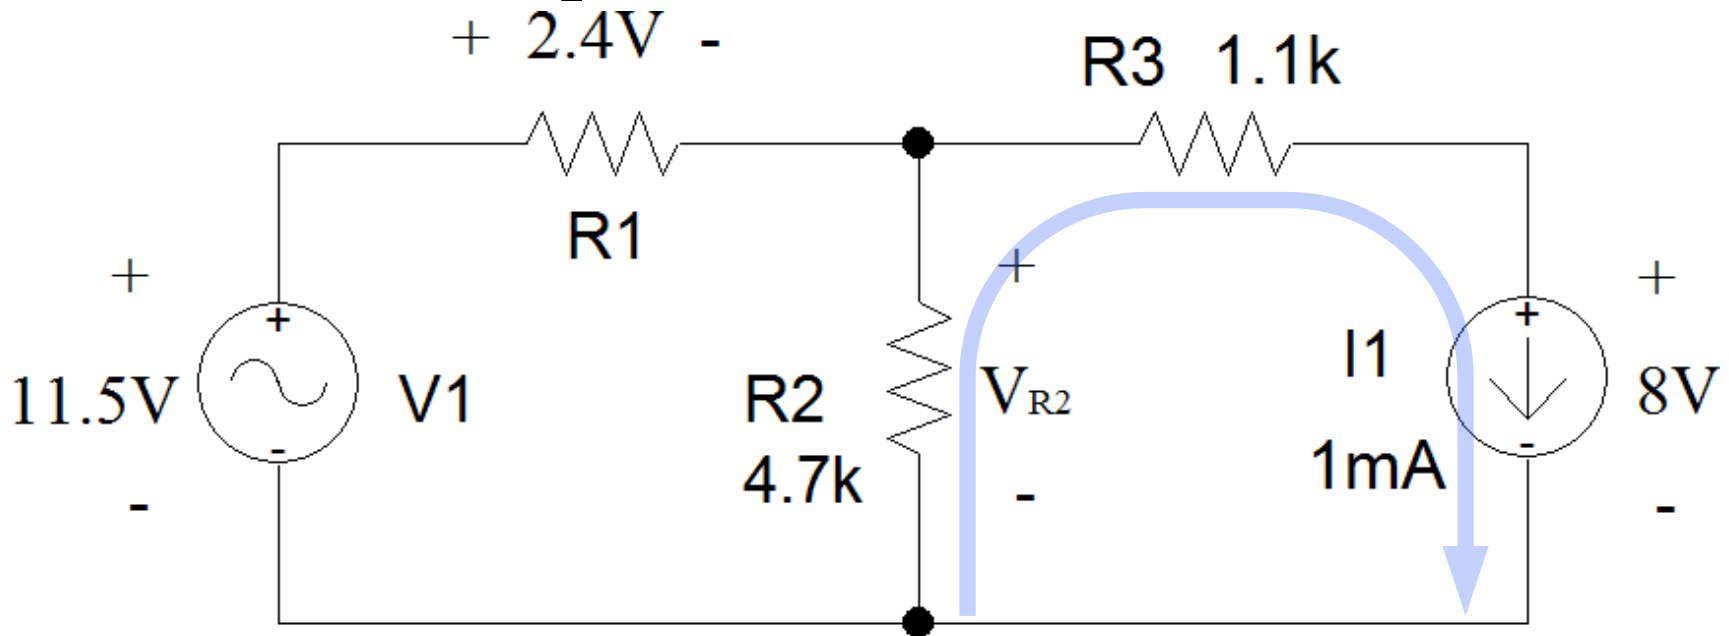 + 2.4V -
R3 1.1k
R1
+
+
+
+
+
11.5V
V1
R2
4.7k
VR2
I1
1mA
8V
-
-
-
-
-